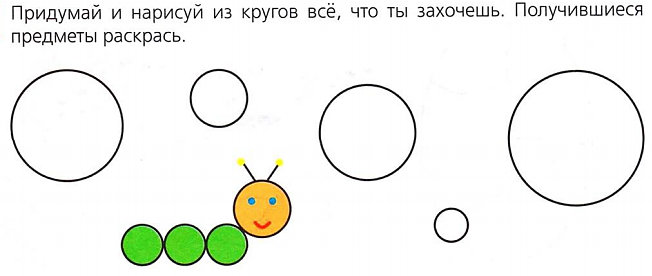 Придумай и нарисуй из кругов всё, что ты захочешь. Получившиеся
предметы раскрась.